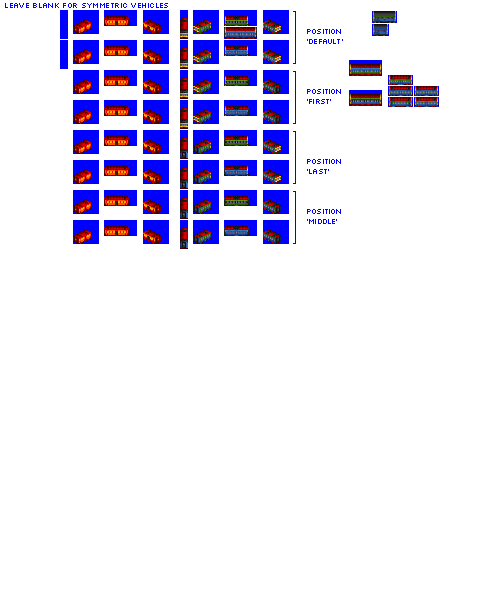 LEAVE BLANK FOR SYMMETRIC VEHICLES
POSITION
'DEFAULT'
POSITION
'FIRST'
POSITION
'LAST'
POSITION
'MIDDLE'